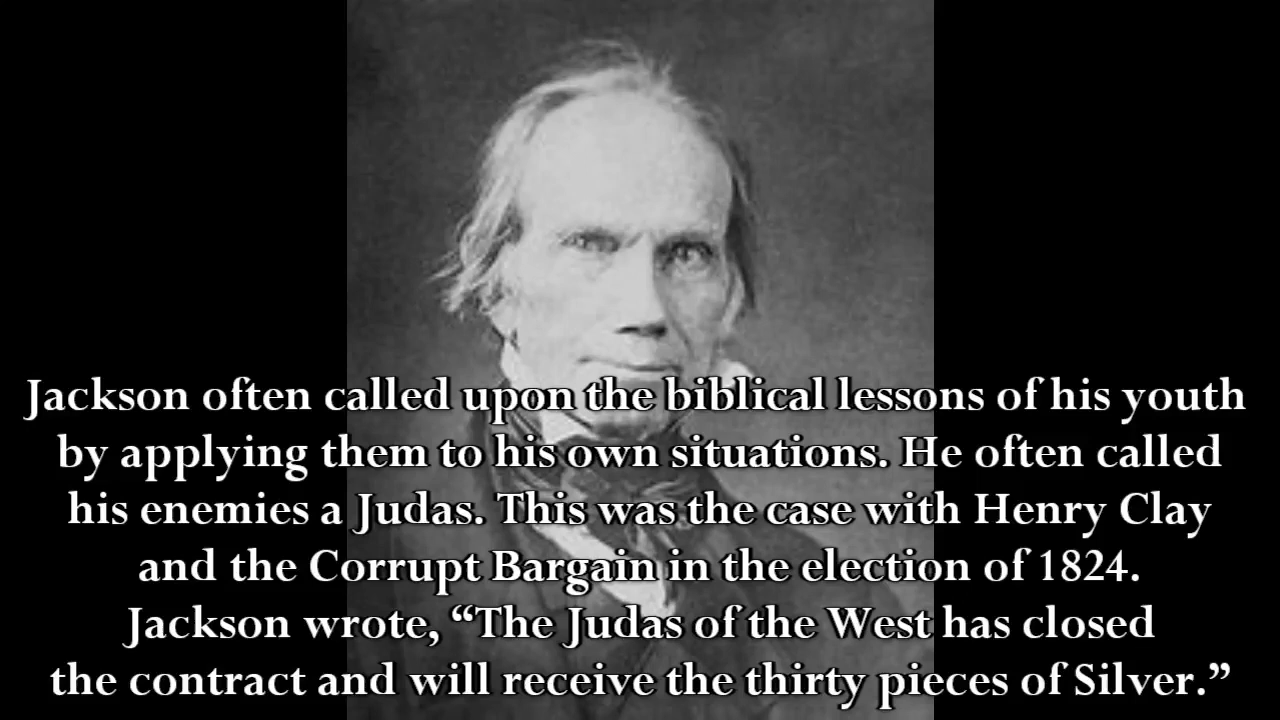 Jackson often called upon the biblical lessons of his youth
by applying them to his own situations. He often called
his enemies a Judas. This was the case with Henry Clay
and the Corrupt Bargain in the election of 1824.
Jackson wrote, “The Judas of the West has closed
the contract and will receive the thirty pieces of Silver.”